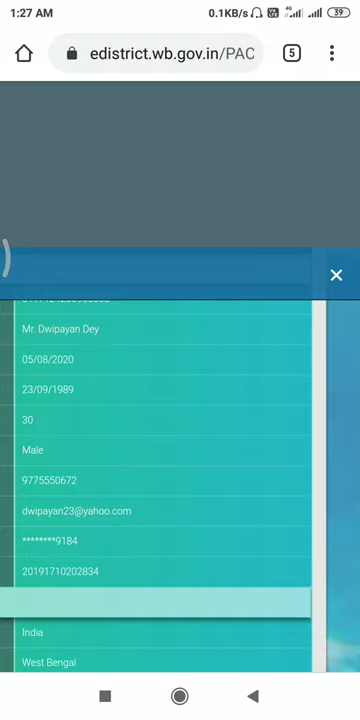 1:27 AM 0.1KB/s 4G 39
edistrict.wb.gov.in/PAC 5
Mr. Dwipayan Dey
05/08/2020
23/09/1989
30
Male
9775550672
dwipayan23@yahoo.com
********9184
20191710202834
India
West Bengal